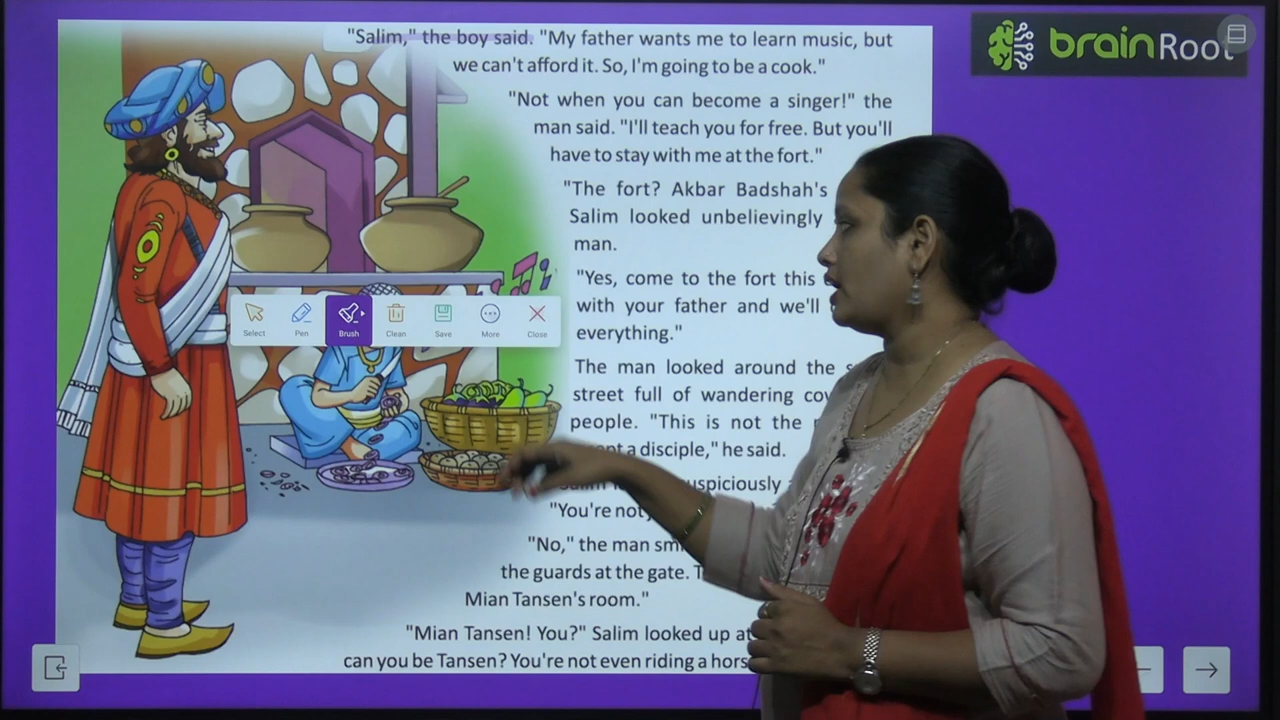 "Salim," the boy said. "My father wants me to learn music, but
we can't afford it. So, I'm going to be a cook."
"Not when you can become a singer!" the
man said. "I'll teach you for free. But you'll
have to stay with me at the fort."
"The fort? Akbar Badshah's
Salim looked unbelievingly
man.
"Yes, come to the fort this
with your father and we'll
everything."
The man looked around the
street full of wandering
people. "This is not the
a disciple," he said.
"You're not
"No," the man
the guards at the gate.
Mian Tansen's room."
"Mian Tansen! You?" Salim looked up at
can you be Tansen? You're not even riding a
Select Pen Brush Clean Save More Close
brainRoot